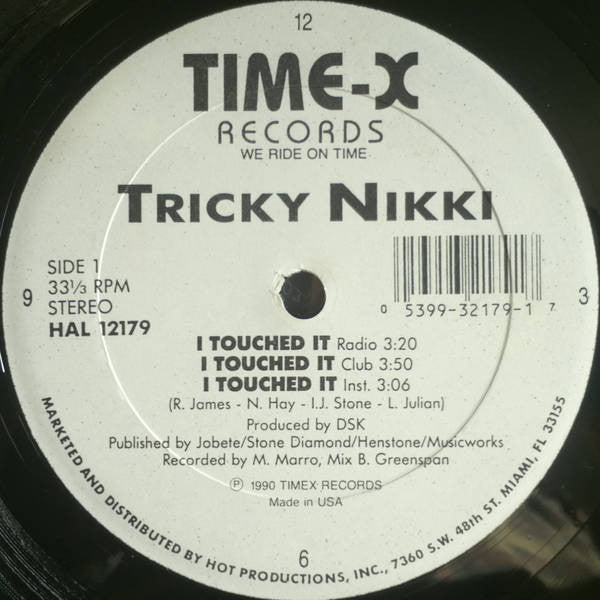 12
TIME-X
RECORDS
WE RIDE ON TIME
TRICKY NIKKI
SIDE 1
33⅓ RPM
STEREO
HAL 12179
9
3
0 5399-32179-1 7
I TOUCHED IT Radio 3:20
I TOUCHED IT Club 3:50
I TOUCHED IT Inst. 3:06
(R. James - N. Hay - I.J. Stone - L. Julian)
Produced by DSK
Published by Jobete/Stone Diamond/Henstone/Musicworks
Recorded by M. Marro, Mix B. Greenspan
℗ 1990 TIMEX RECORDS
Made in USA
6
MARKETED AND DISTRIBUTED BY HOT PRODUCTIONS, INC., 7360 S.W. 48th ST. MIAMI, FL 33155